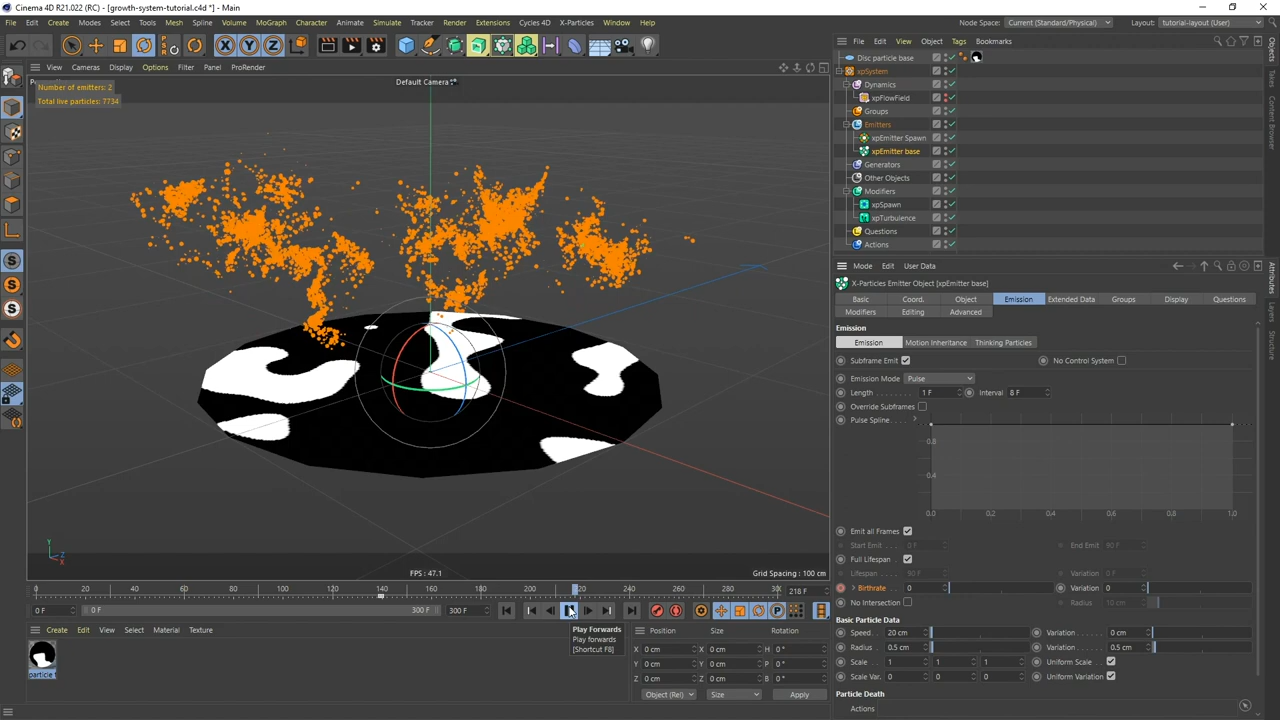 Cinema 4D R21.022 (RC) - [growth-system-tutorial.c4d *] - Main
File Edit Create Modes Select Tools Mesh Spline Volume MoGraph Character Animate Simulate Tracker Render Extensions Cycles 4D X-Particles Window Help
Node Space: Current (Standard/Physical) Layout: tutorial-layout (User)
View Cameras Display Options Filter Panel ProRender
Number of emitters: 2
Total live particles: 7734
Default Camera
FPS : 47.1
Grid Spacing : 100 cm
Y
Z
X
0 20 40 60 80 100 120 140 160 180 200 240 260 280 218 F
0 F 0 F 300 F 300 F
Play Forwards
Play forwards
[Shortcut F8]
Create Edit View Select Material Texture
particle t
Position Size Rotation
X 0 cm X 0 cm H 0 °
Y 0 cm Y 0 cm P 0 °
Z 0 cm Z 0 cm B 0 °
Object (Rel) Size Apply
File Edit View Object Tags Bookmarks
Disc particle base
xpSystem
Dynamics
xpFlowField
Groups
Emitters
xpEmitter Spawn
xpEmitter base
Generators
Other Objects
Modifiers
xpSpawn
xpTurbulence
Questions
Actions
Mode Edit User Data
X-Particles Emitter Object [xpEmitter base]
Basic Coord. Object Emission Extended Data Groups Display Questions
Modifiers Editing Advanced
Emission
Emission Motion Inheritance Thinking Particles
Subframe Emit No Control System
Emission Mode Pulse
Length 1 F Interval 8 F
Override Subframes
Pulse Spline
0.8
0.4
0.0 0.2 0.4 0.6 0.8 1.0
Emit all Frames
Start Emit 0 F End Emit 90 F
Full Lifespan
Lifespan 90 F Variation 0 F
Birthrate 0 Variation 0
No Intersection Radius 10 cm
Basic Particle Data
Speed 20 cm Variation 0 cm
Radius 0.5 cm Variation 0.5 cm
Scale 1 1 1 Uniform Scale
Scale Var. 0 0 0 Uniform Variation
Particle Death
Actions
Objects
Takes
Content Browser
Attributes
Layers
Structure